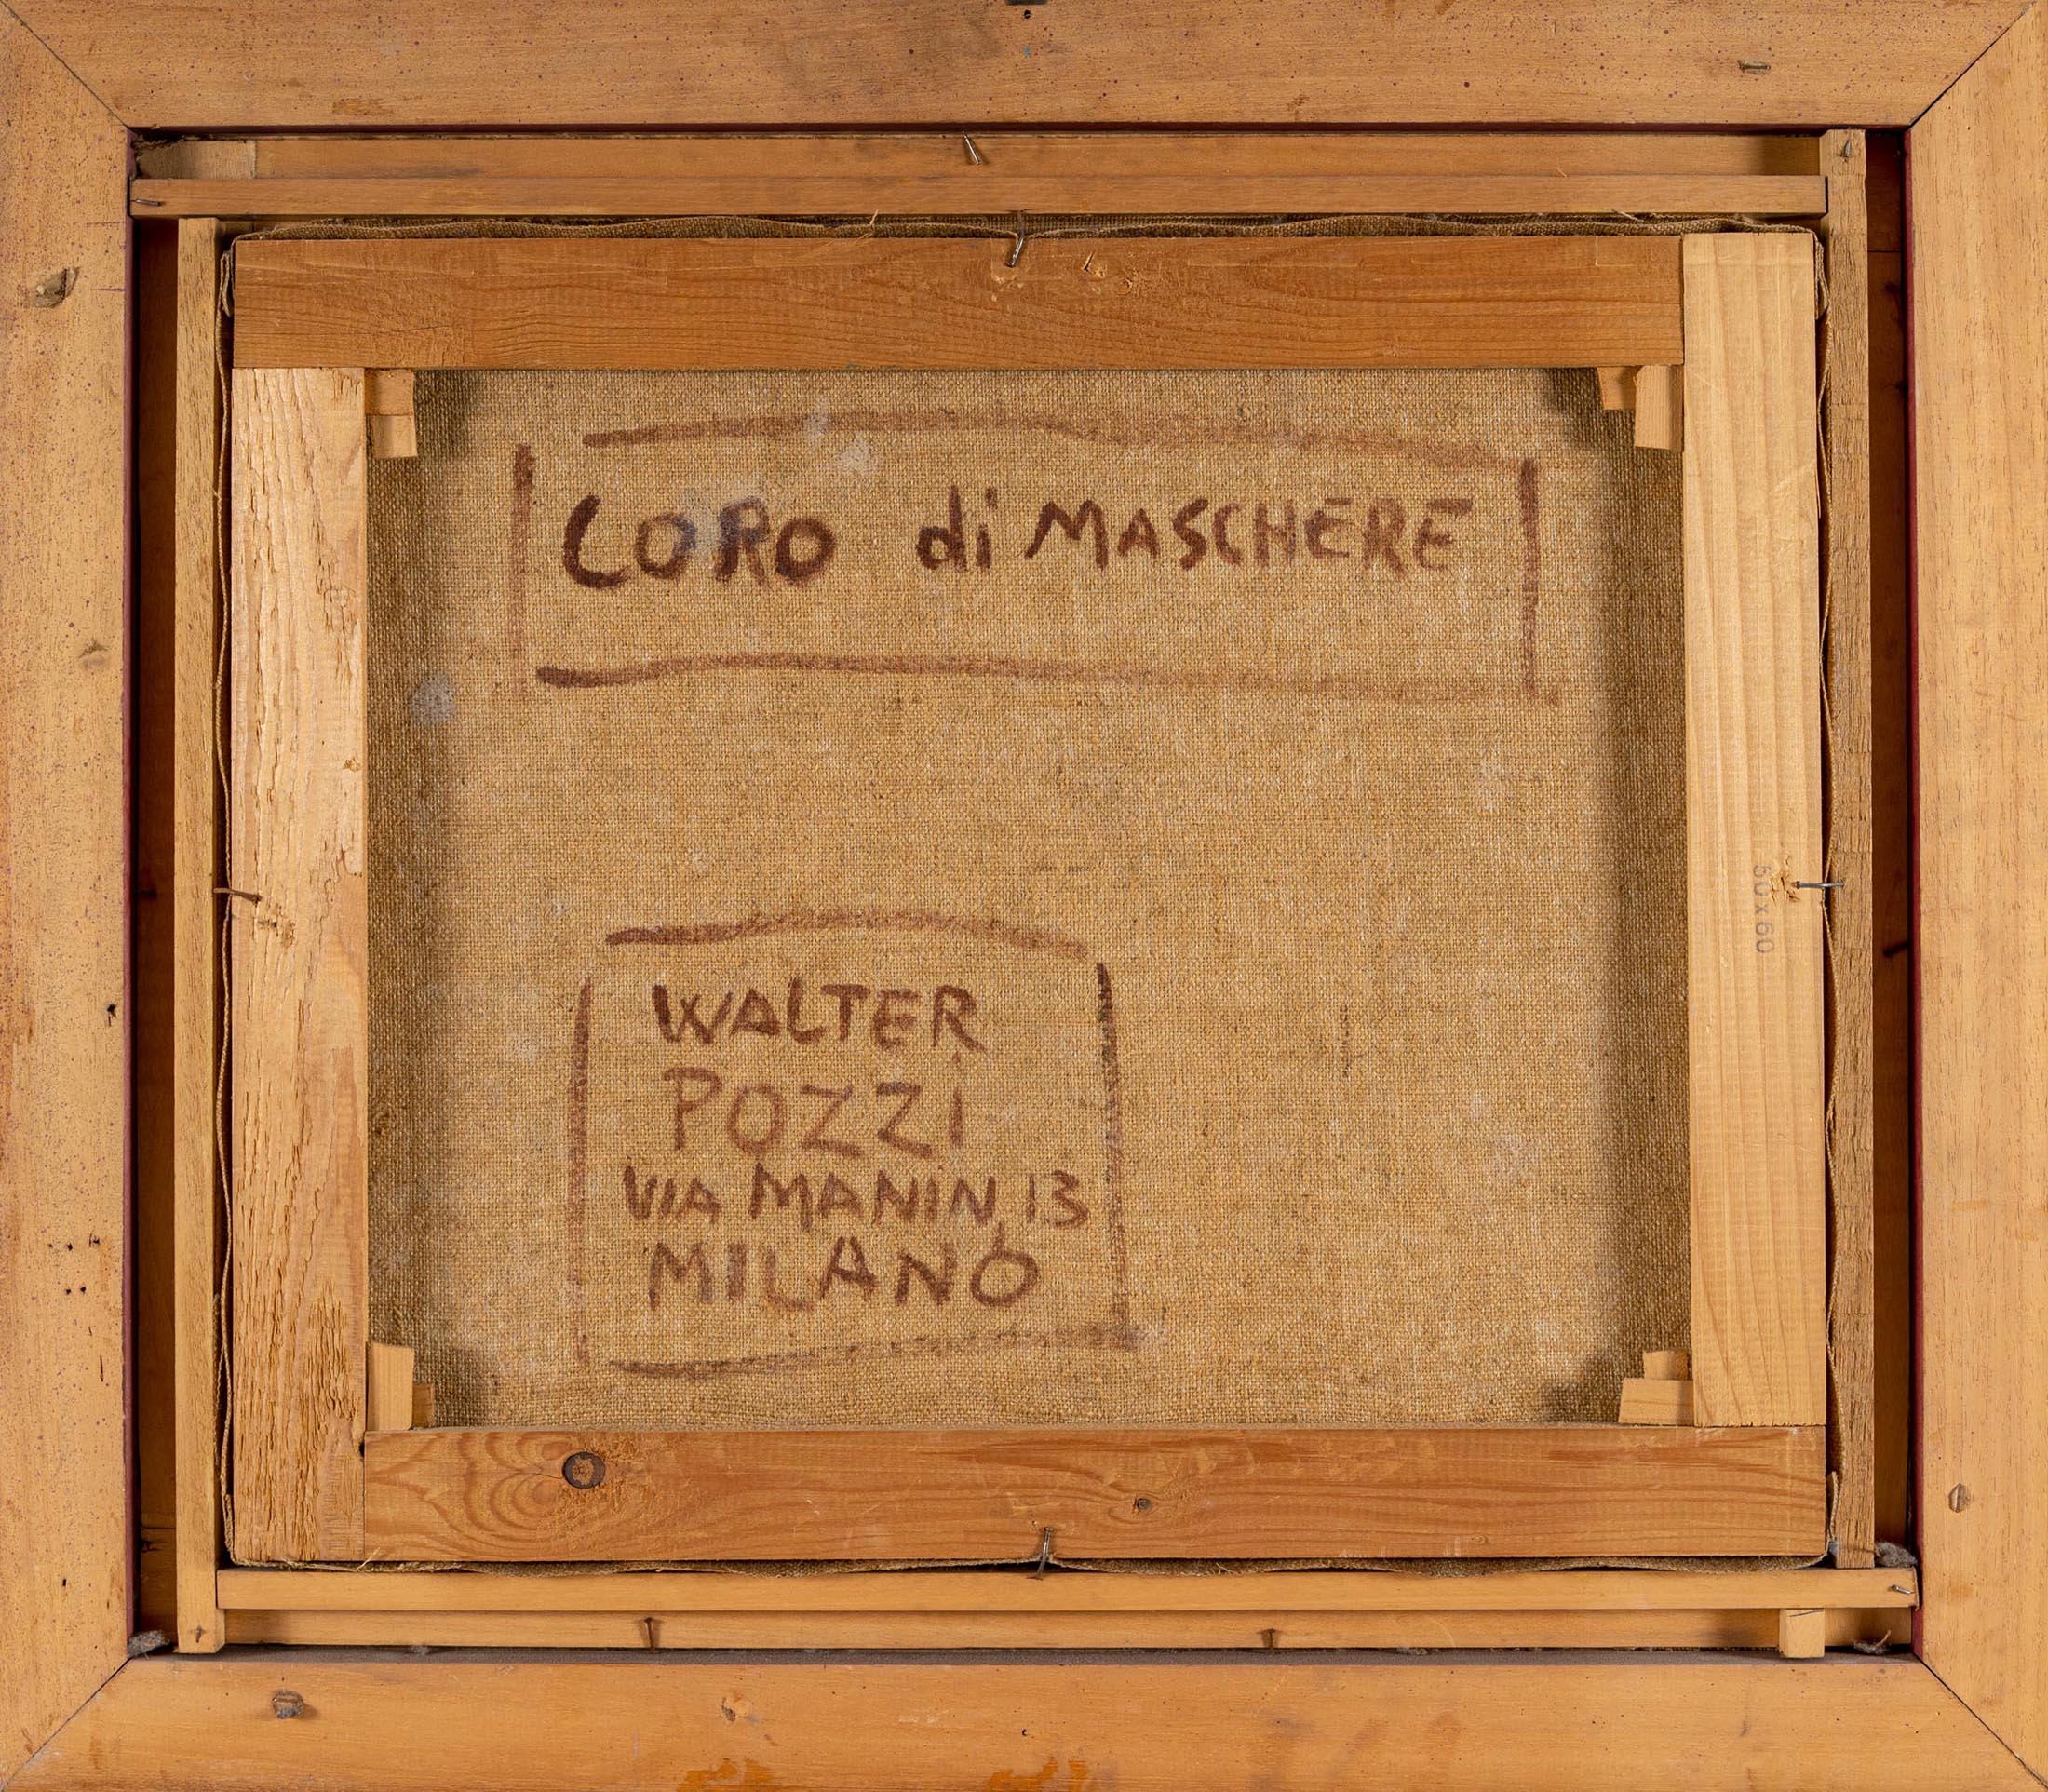 CORO di MASCHERE
WALTER
POZZI
VIA MANIN, 13
MILANO
50x60